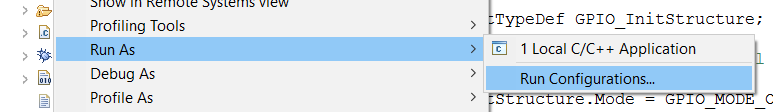 Show in Remote Systems view
Profiling Tools
Run As
Debug As
Profile As
1 Local C/C++ Application
Run Configurations...
tTypeDef GPIO_InitStructure;
tStructure.Mode = GPIO_MODE_O